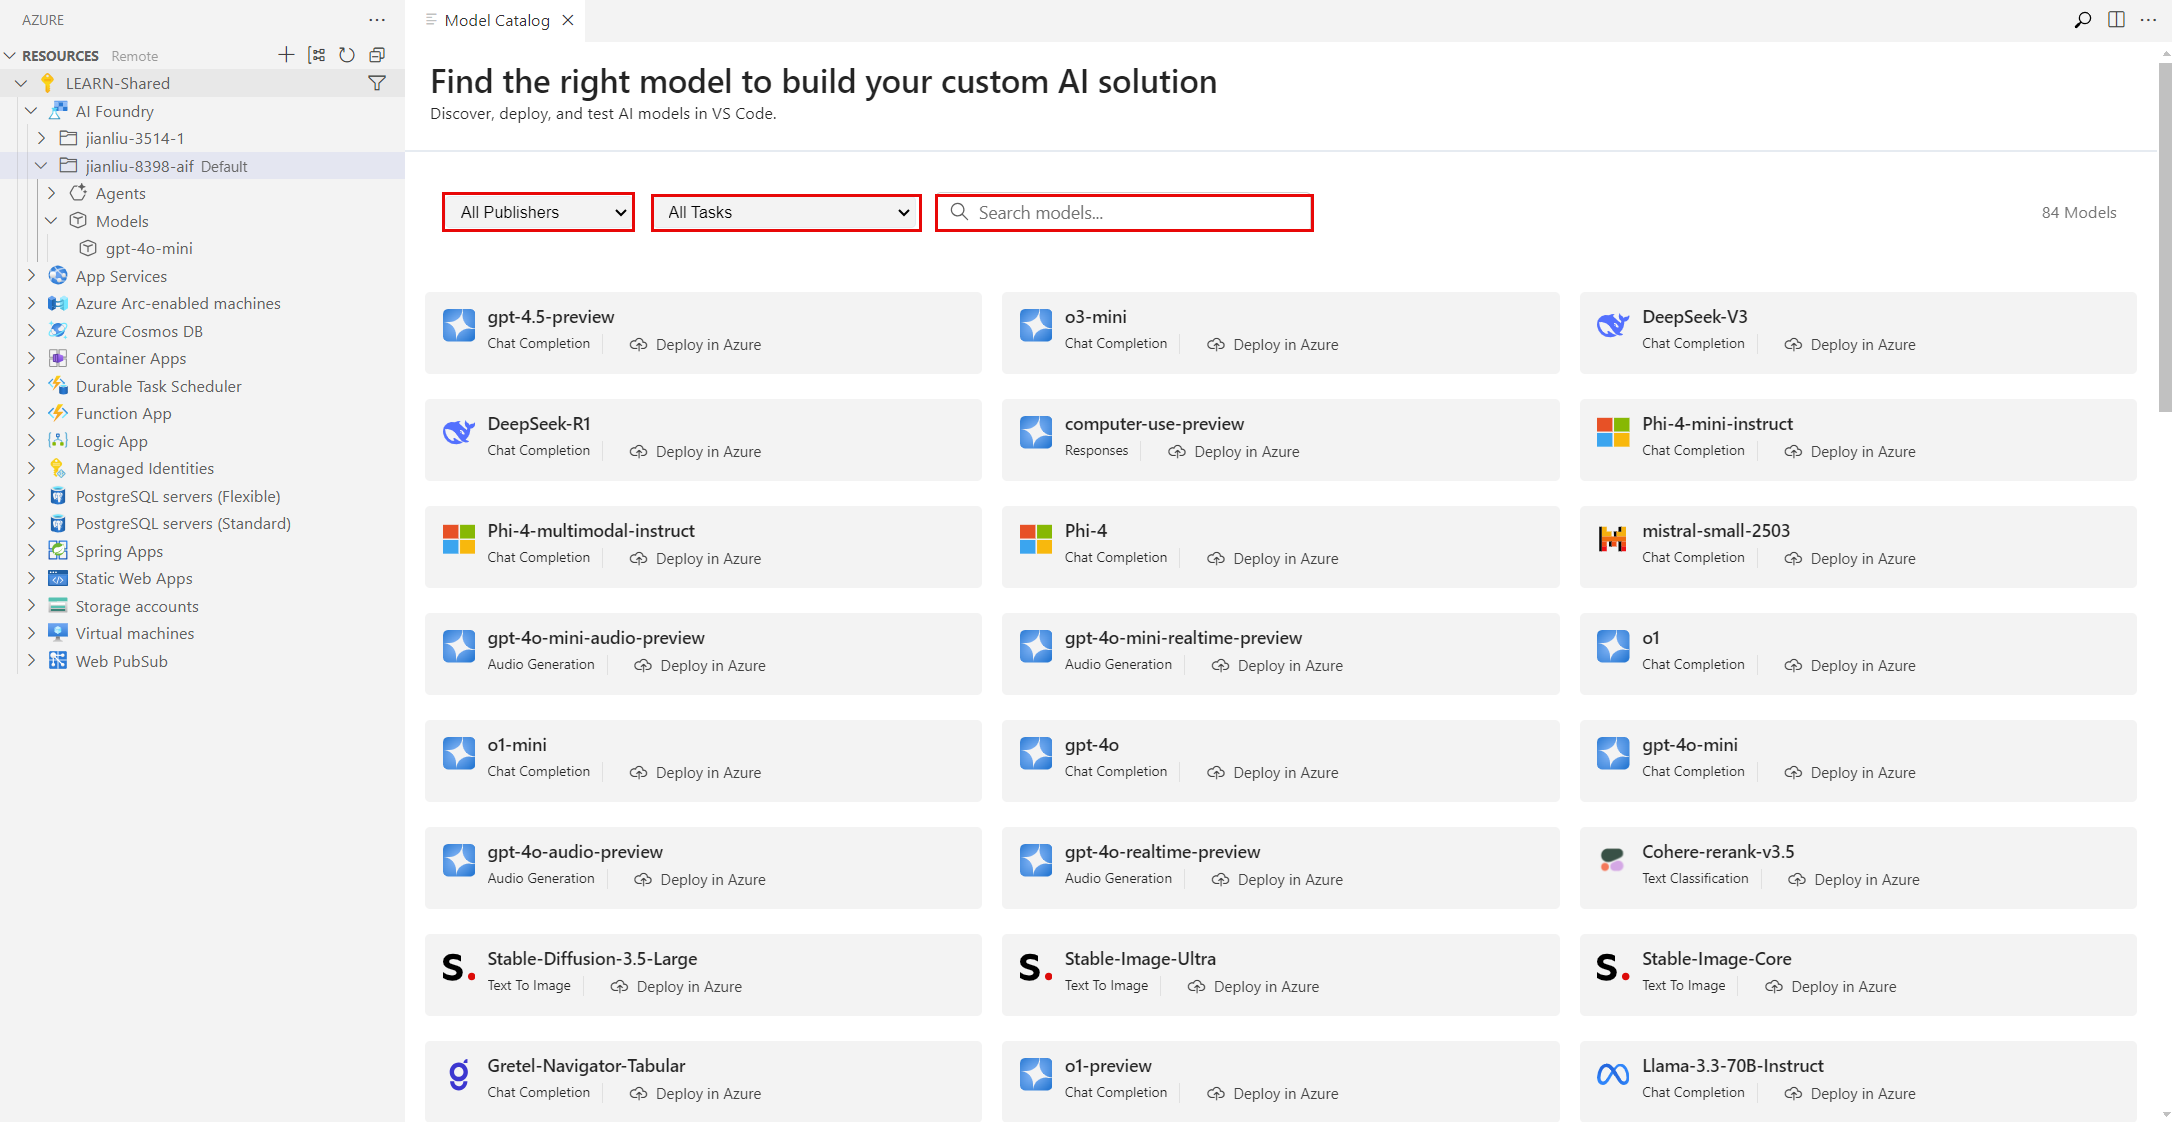 AZURE
RESOURCES Remote
LEARN-Shared
AI Foundry
jianliu-3514-1
jianliu-8398-aif Default
Agents
Models
gpt-4o-mini
App Services
Azure Arc-enabled machines
Azure Cosmos DB
Container Apps
Durable Task Scheduler
Function App
Logic App
Managed Identities
PostgreSQL servers (Flexible)
PostgreSQL servers (Standard)
Spring Apps
Static Web Apps
Storage accounts
Virtual machines
Web PubSub
Model Catalog
Find the right model to build your custom AI solution
Discover, deploy, and test AI models in VS Code.
All Publishers All Tasks Search models... 84 Models
gpt-4.5-preview
Chat Completion Deploy in Azure
o3-mini
Chat Completion Deploy in Azure
DeepSeek-V3
Chat Completion Deploy in Azure
DeepSeek-R1
Chat Completion Deploy in Azure
computer-use-preview
Responses Deploy in Azure
Phi-4-mini-instruct
Chat Completion Deploy in Azure
Phi-4-multimodal-instruct
Chat Completion Deploy in Azure
Phi-4
Chat Completion Deploy in Azure
mistral-small-2503
Chat Completion Deploy in Azure
gpt-4o-mini-audio-preview
Audio Generation Deploy in Azure
gpt-4o-mini-realtime-preview
Audio Generation Deploy in Azure
o1
Chat Completion Deploy in Azure
o1-mini
Chat Completion Deploy in Azure
gpt-4o
Chat Completion Deploy in Azure
gpt-4o-mini
Chat Completion Deploy in Azure
gpt-4o-audio-preview
Audio Generation Deploy in Azure
gpt-4o-realtime-preview
Audio Generation Deploy in Azure
Cohere-rerank-v3.5
Text Classification Deploy in Azure
S. Stable-Diffusion-3.5-Large
Text To Image Deploy in Azure
S. Stable-Image-Ultra
Text To Image Deploy in Azure
S. Stable-Image-Core
Text To Image Deploy in Azure
Gretel-Navigator-Tabular
Chat Completion Deploy in Azure
o1-preview
Chat Completion Deploy in Azure
Llama-3.3-70B-Instruct
Chat Completion Deploy in Azure